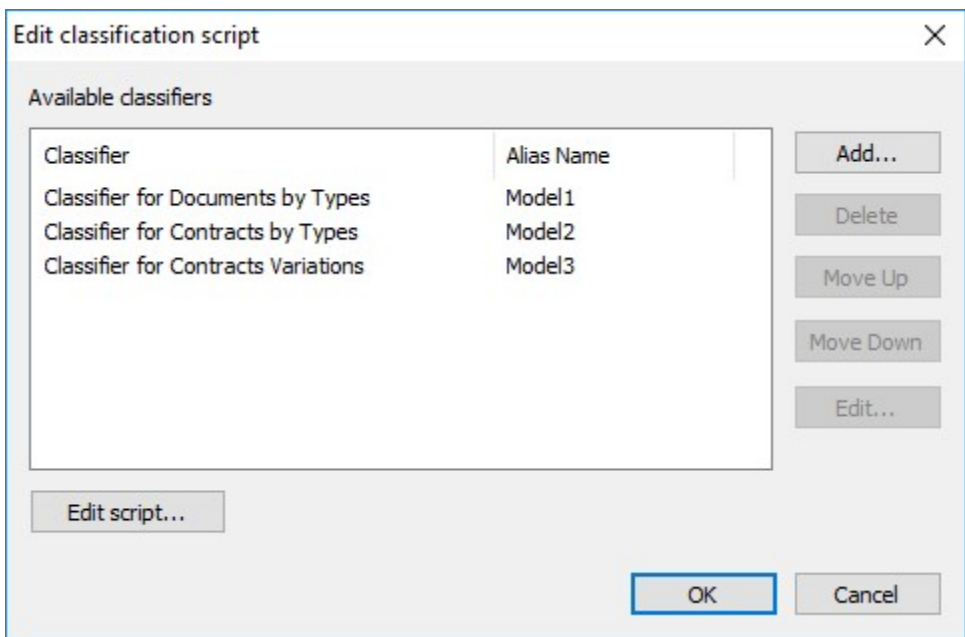 Edit classification script
Available classifiers
Classifier Alias Name
Classifier for Documents by Types Model1
Classifier for Contracts by Types Model2
Classifier for Contracts Variations Model3
Add...
Delete
Move Up
Move Down
Edit...
Edit script...
OK Cancel